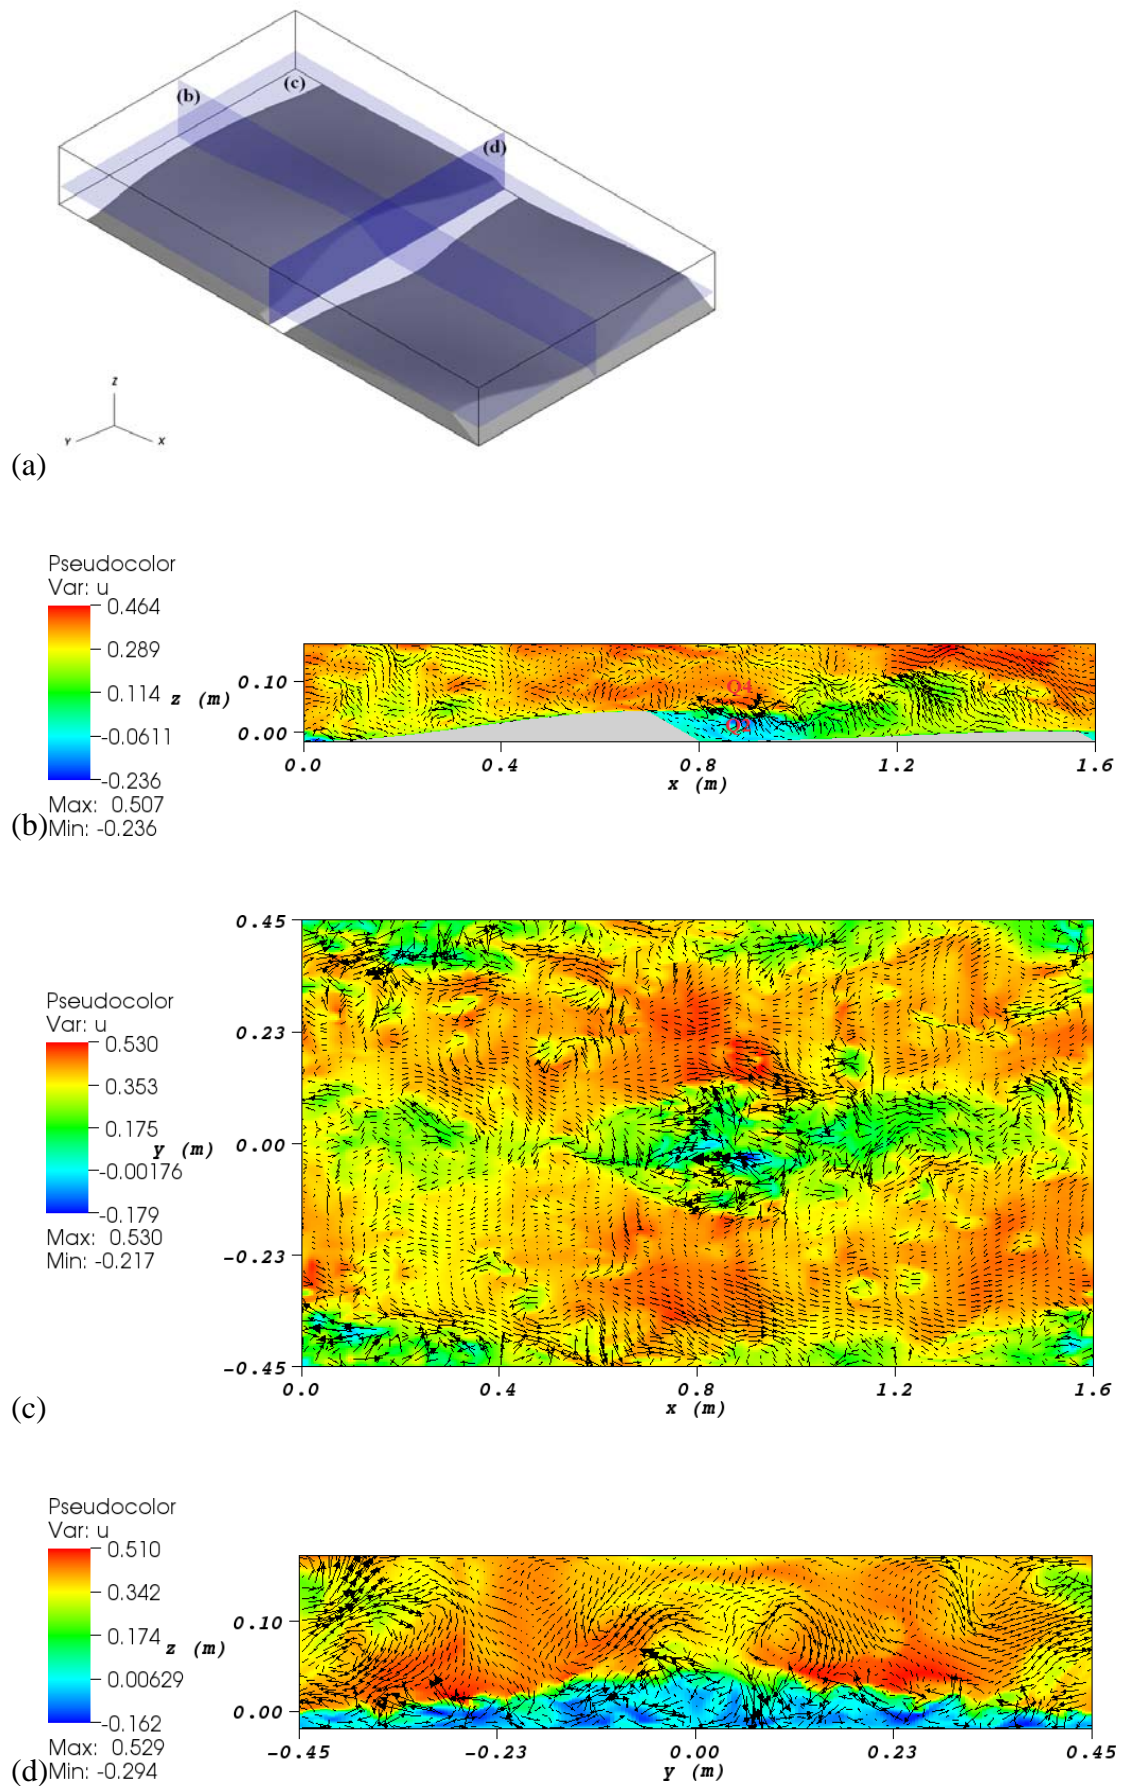 (b)
(c)
(d)
z
Y
X
(a)
Pseudocolor
Var: u
0.464
0.289
0.114
-0.0611
-0.236
Max: 0.507
Min: -0.236
z (m)
0.10
0.00
Q4
Q2
0.0
0.4
0.8
1.2
1.6
x (m)
(b)
Pseudocolor
Var: u
0.530
0.353
0.175
-0.00176
-0.179
Max: 0.530
Min: -0.217
y (m)
0.45
0.23
0.00
-0.23
-0.45
0.0
0.4
0.8
1.2
1.6
x (m)
(c)
Pseudocolor
Var: u
0.510
0.342
0.174
0.00629
-0.162
Max: 0.529
Min: -0.294
z (m)
0.10
0.00
-0.45
-0.23
0.00
0.23
0.45
y (m)
(d)